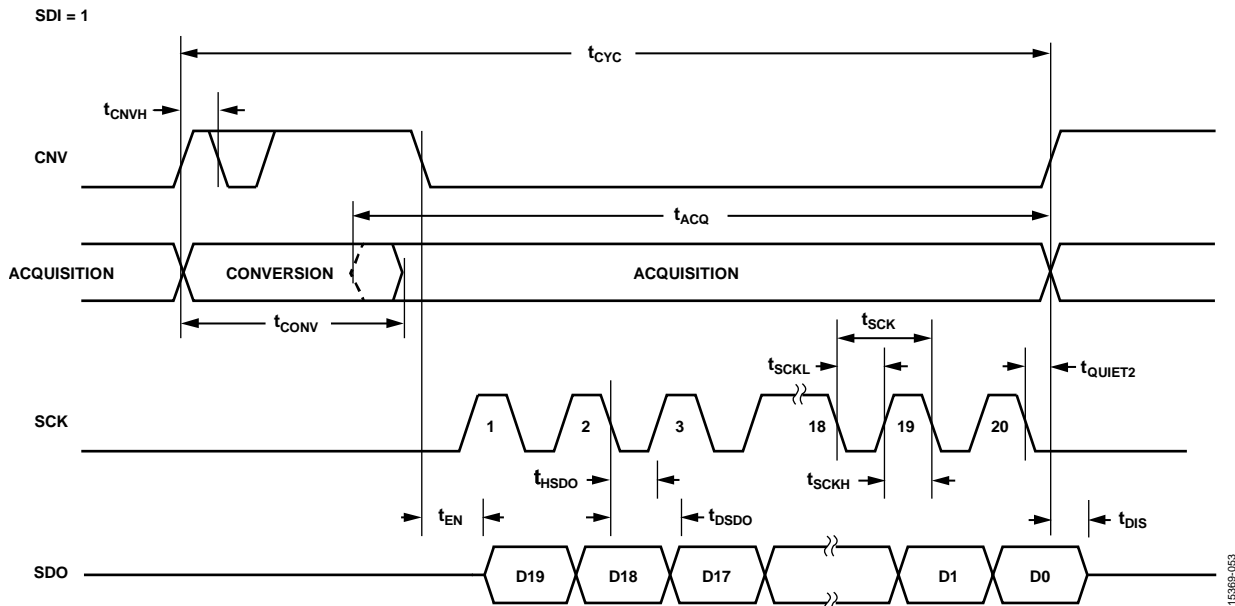 SDI = 1
tCYC
tCNVH
CNV
tACQ
ACQUISITION
CONVERSION
ACQUISITION
tCONV
tSCK
tSCKL
tQUIET2
SCK
1
2
3
18
19
20
tHSDO
tSCKH
tEN
tDSDO
tDIS
SDO
D19
D18
D17
D1
D0
15369-053